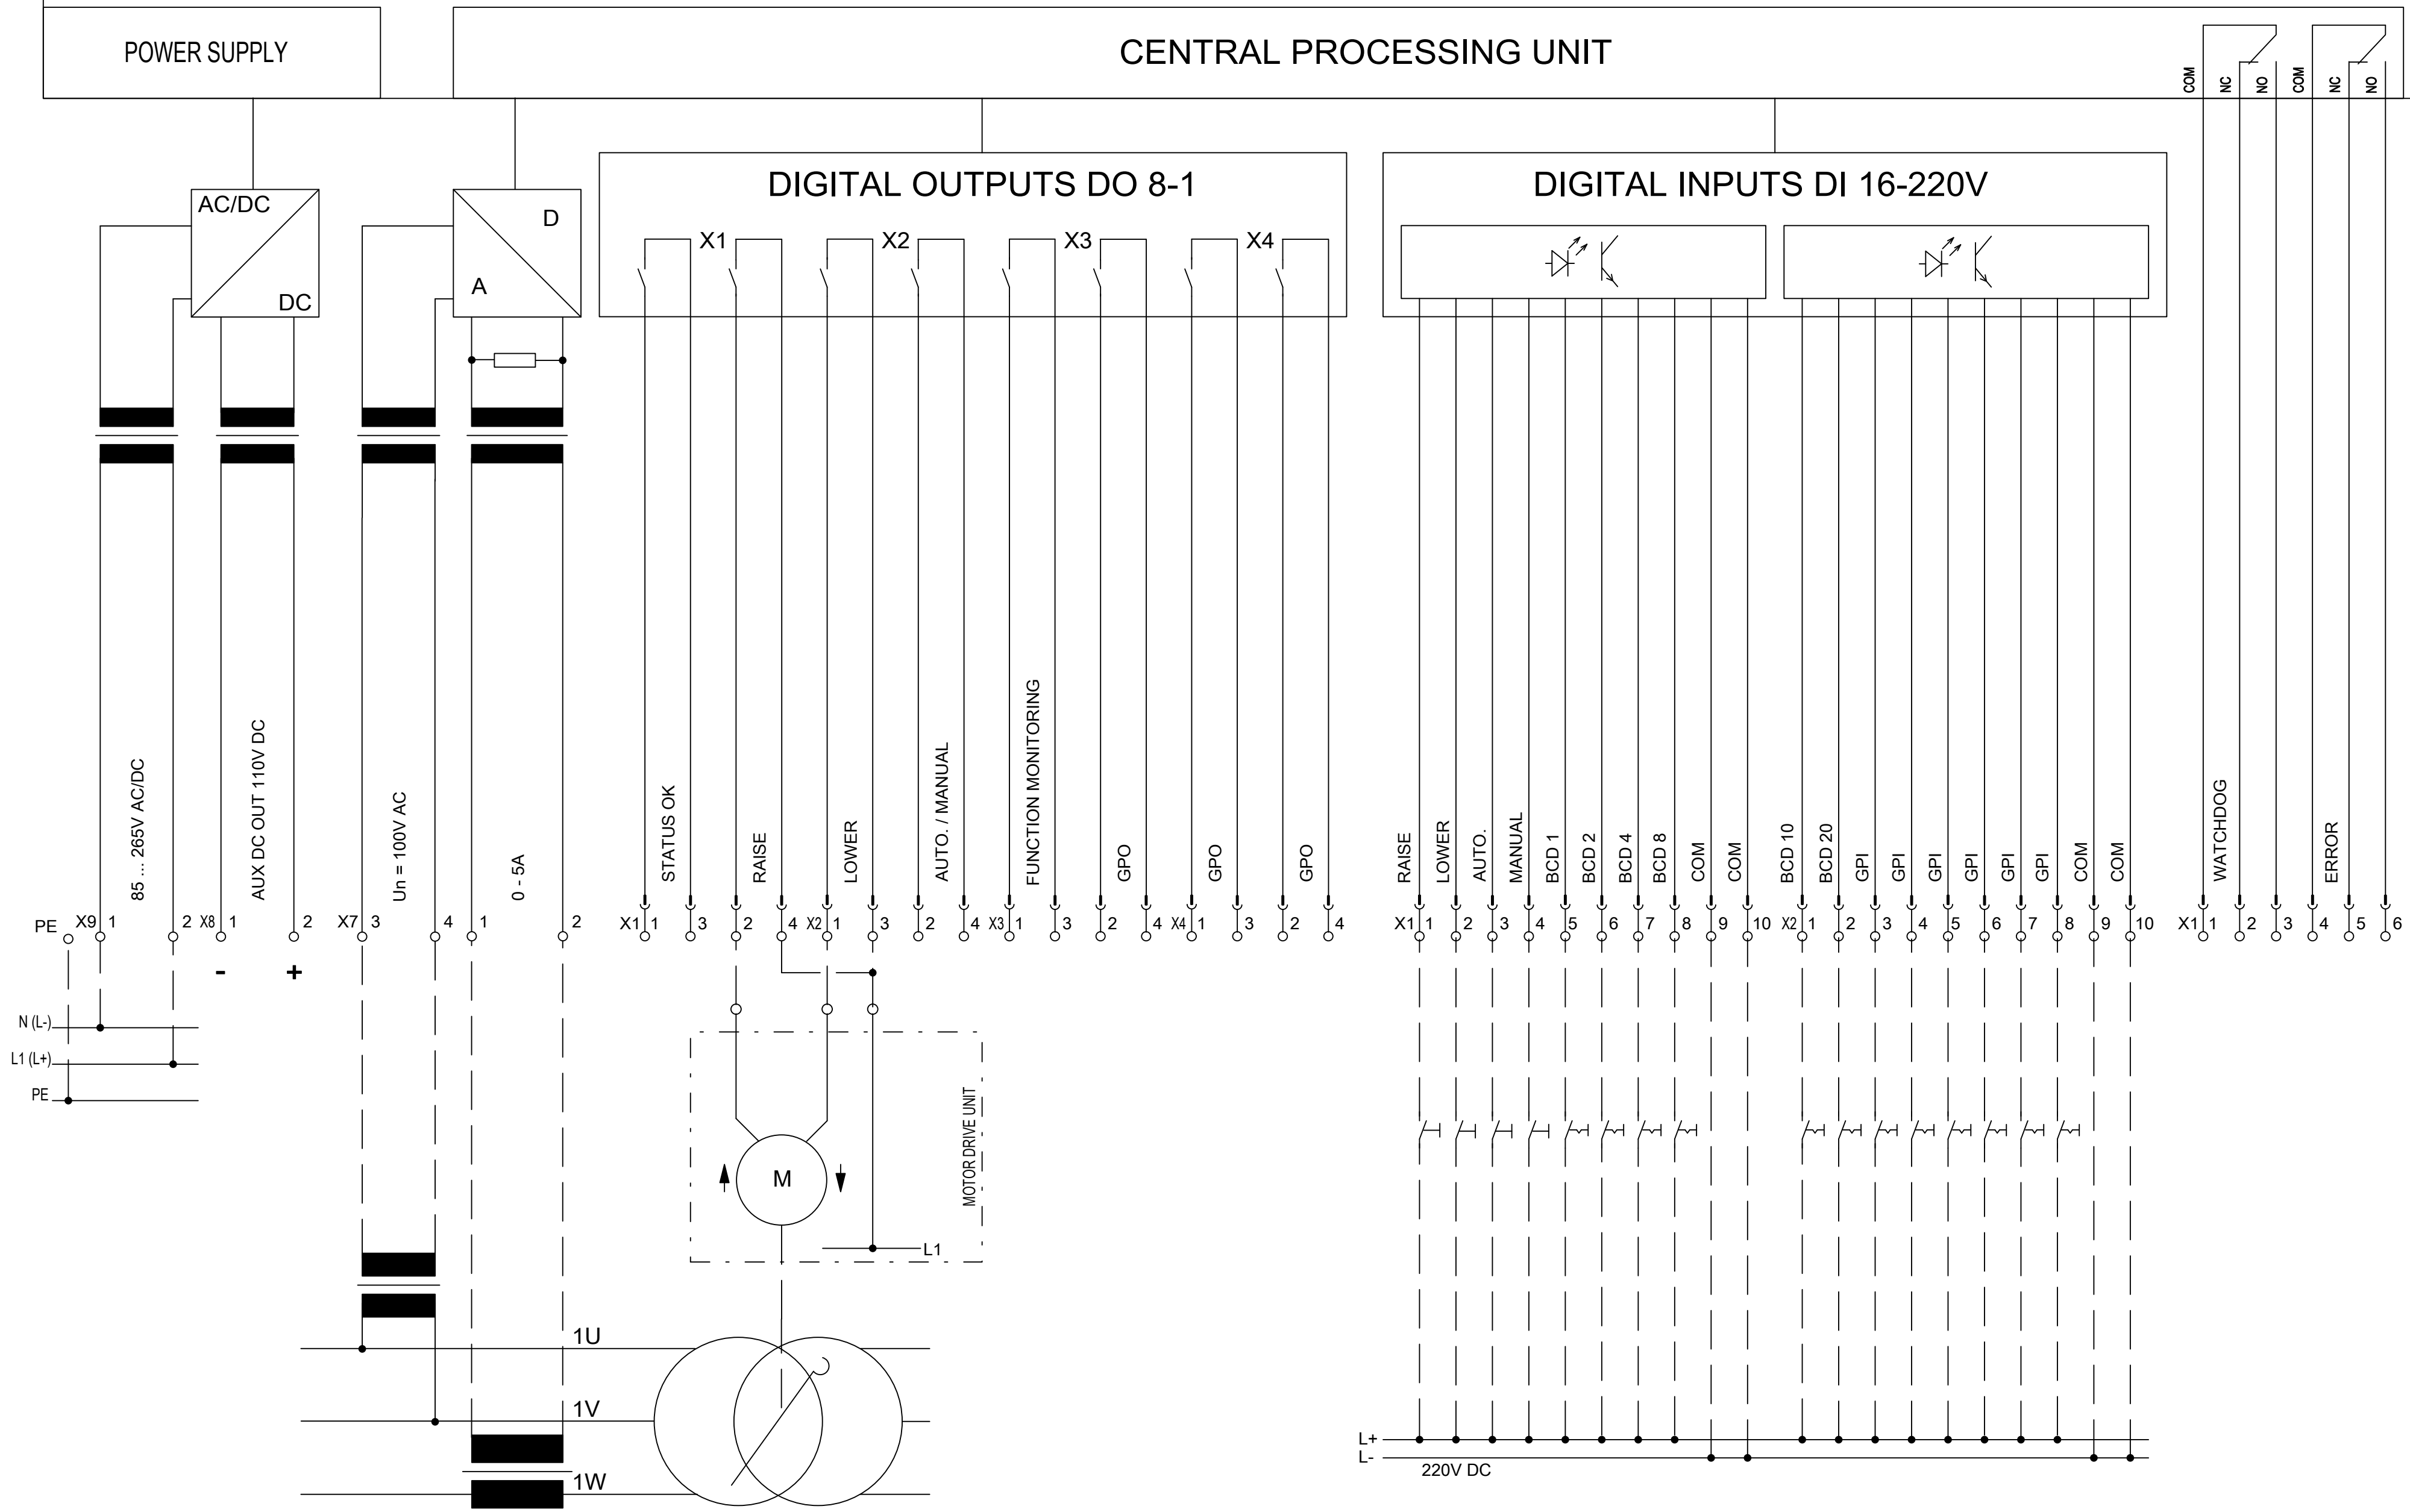 POWER SUPPLY
CENTRAL PROCESSING UNIT
COM NC NO COM NC NO
AC/DC
DC
D
A
DIGITAL OUTPUTS DO 8-1
X1 X2 X3 X4
DIGITAL INPUTS DI 16-220V
85 ... 265V AC/DC
AUX DC OUT 110V DC
Un = 100V AC
0 - 5A
STATUS OK
RAISE
LOWER
AUTO. / MANUAL
FUNCTION MONITORING
GPO
GPO
GPO
RAISE
LOWER
AUTO.
MANUAL
BCD 1
BCD 2
BCD 4
BCD 8
COM
COM
BCD 10
BCD 20
GPI
GPI
GPI
GPI
GPI
GPI
COM
COM
WATCHDOG
ERROR
PE X9 1 2 X8 1 2 X7 3 4 1 2 X1 1 3 2 4 X2 1 3 2 4 X3 1 3 2 4 X4 1 3 2 4 X1 1 2 3 4 5 6 7 8 9 10 X2 1 2 3 4 5 6 7 8 9 10 X1 1 2 3 4 5 6
- +
N (L-)
L1 (L+)
PE
MOTOR DRIVE UNIT
M
L1
1U
1V
1W
L+
L-
220V DC